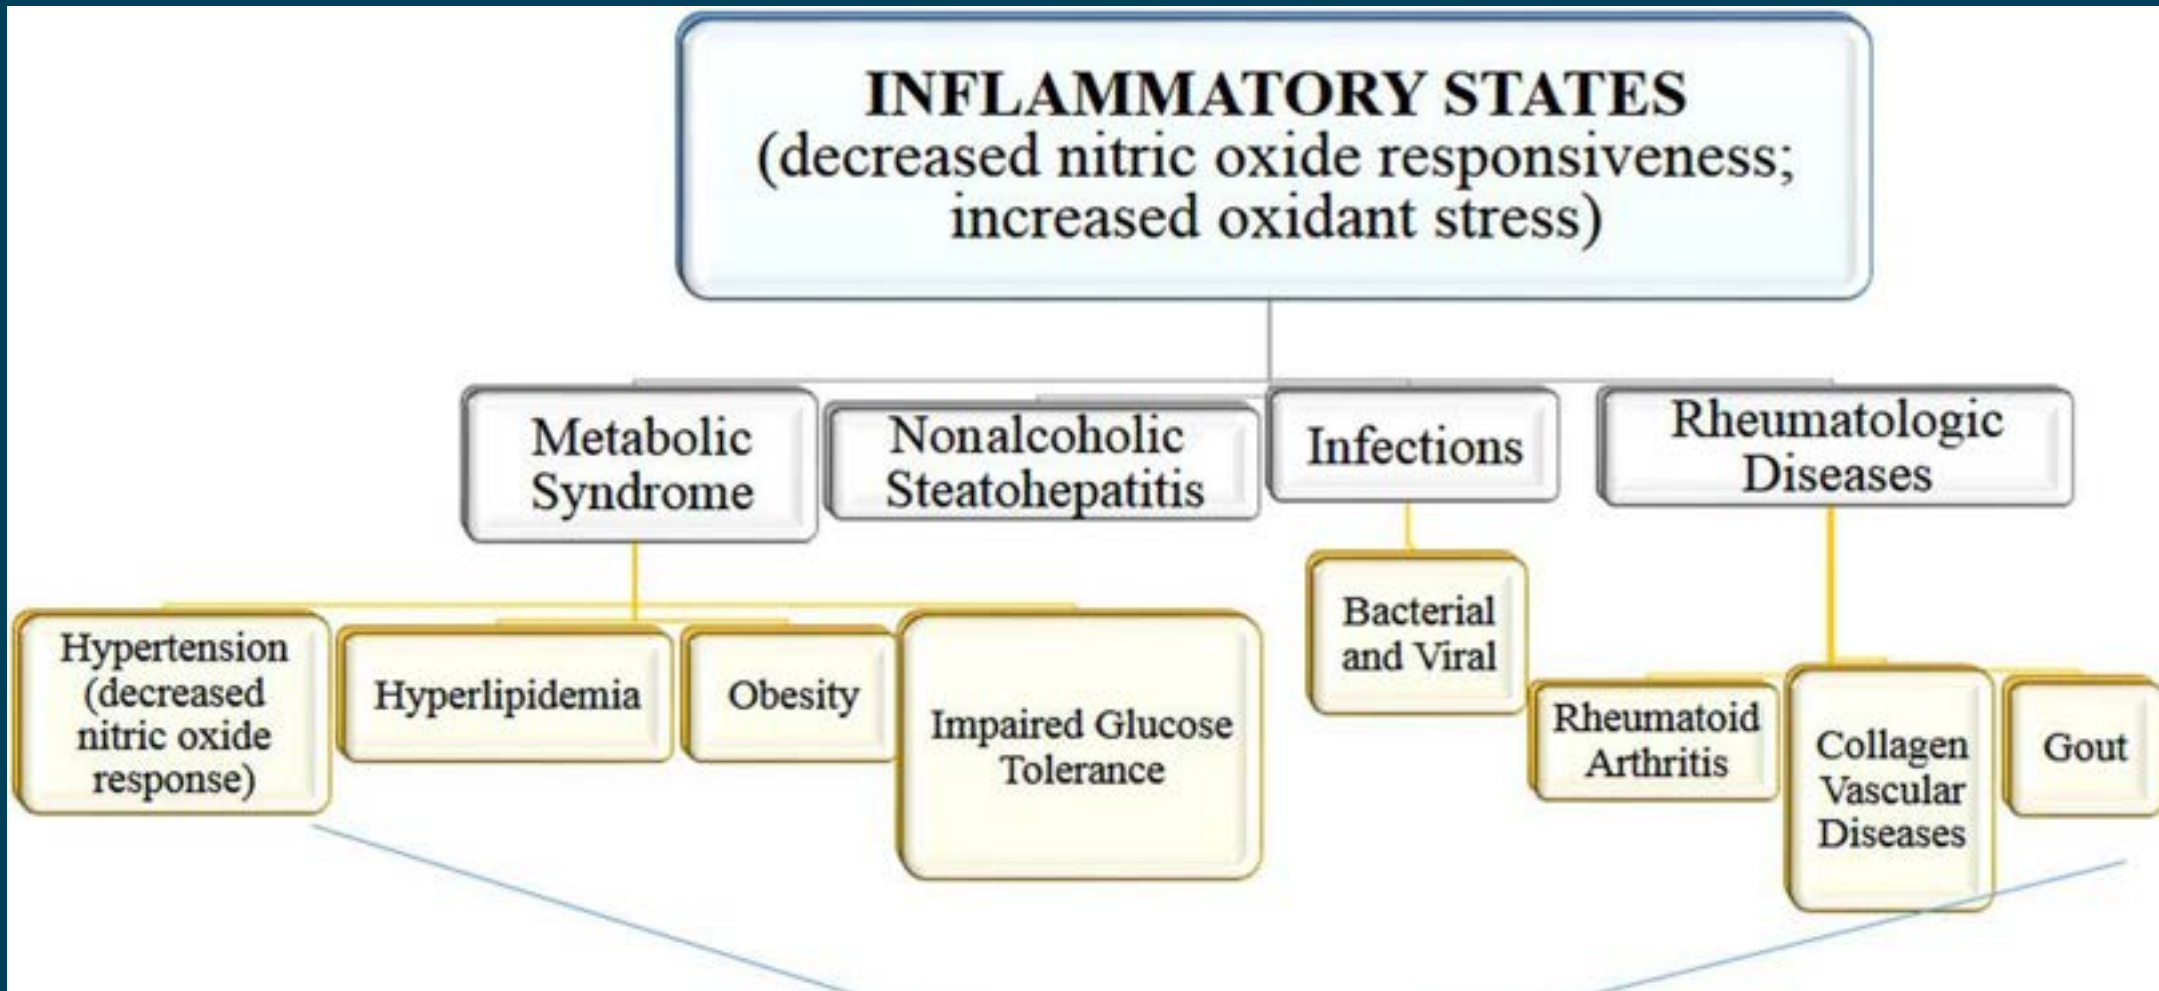 INFLAMMATORY STATES
(decreased nitric oxide responsiveness;
increased oxidant stress)
Metabolic
Syndrome
Nonalcoholic
Steatohepatitis
Infections
Rheumatologic
Diseases
Hypertension
(decreased
nitric oxide
response)
Hyperlipidemia
Obesity
Impaired Glucose
Tolerance
Bacterial
and Viral
Rheumatoid
Arthritis
Collagen
Vascular
Diseases
Gout